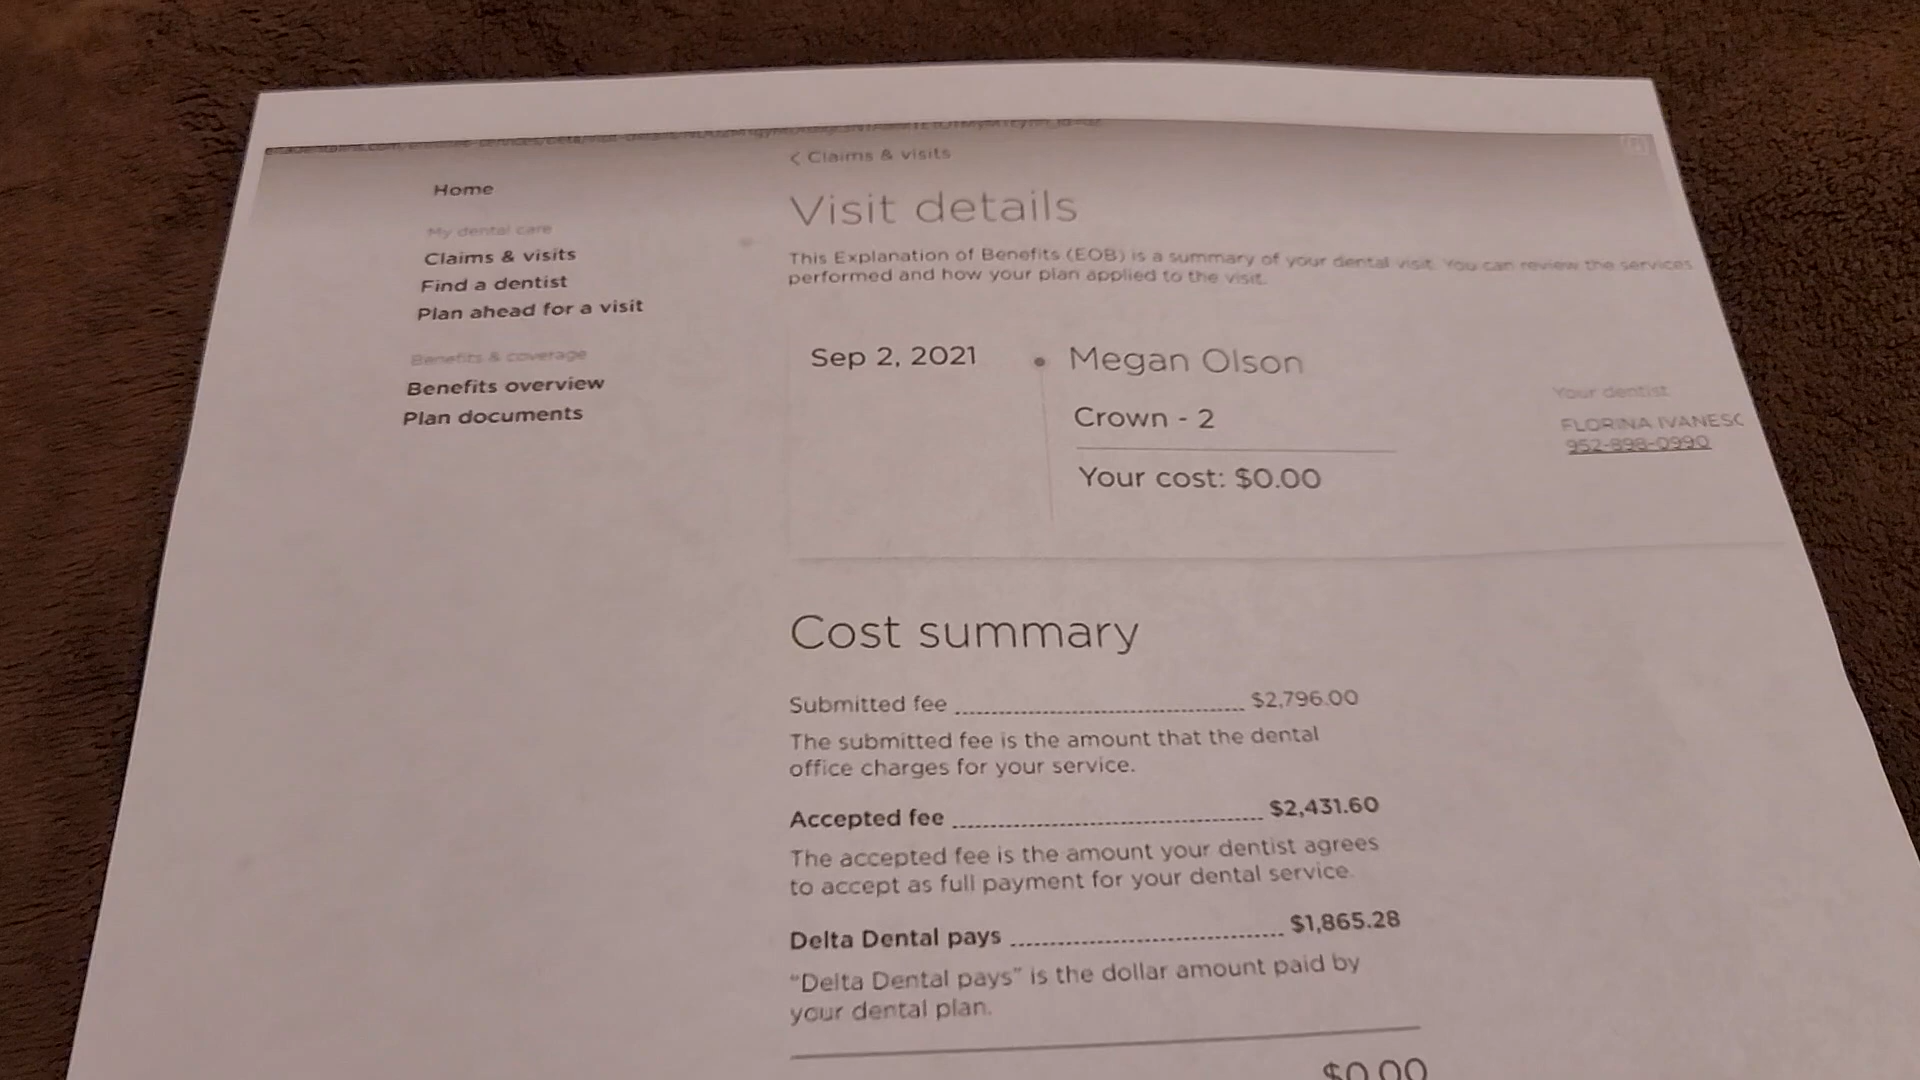 < Claims & visits
Home
My dental care
Claims & visits
Find a dentist
Plan ahead for a visit
Benefits & coverage
Benefits overview
Plan documents
Visit details
This Explanation of Benefits (EOB) is a summary of your dental visit. You can review the services
performed and how your plan applied to the visit.
Sep 2, 2021
Megan Olson
Crown - 2
Your cost: $0.00
Your dentist
FLORINA IVANESC
952-898-0990
Cost summary
Submitted fee $2,796.00
The submitted fee is the amount that the dental
office charges for your service.
Accepted fee $2,431.60
The accepted fee is the amount your dentist agrees
to accept as full payment for your dental service.
Delta Dental pays $1,865.28
"Delta Dental pays" is the dollar amount paid by
your dental plan.
$0.00